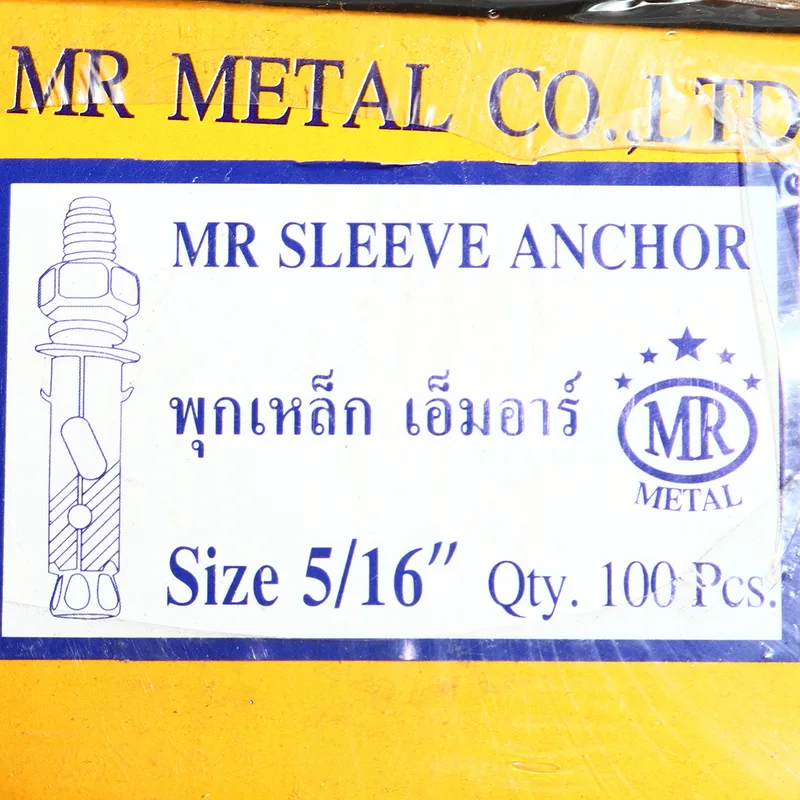 MR METAL CO.,LTD
MR SLEEVE ANCHOR
พุกเหล็ก เอ็มอาร์
MR
METAL
Size 5/16" Qty. 100 Pcs.